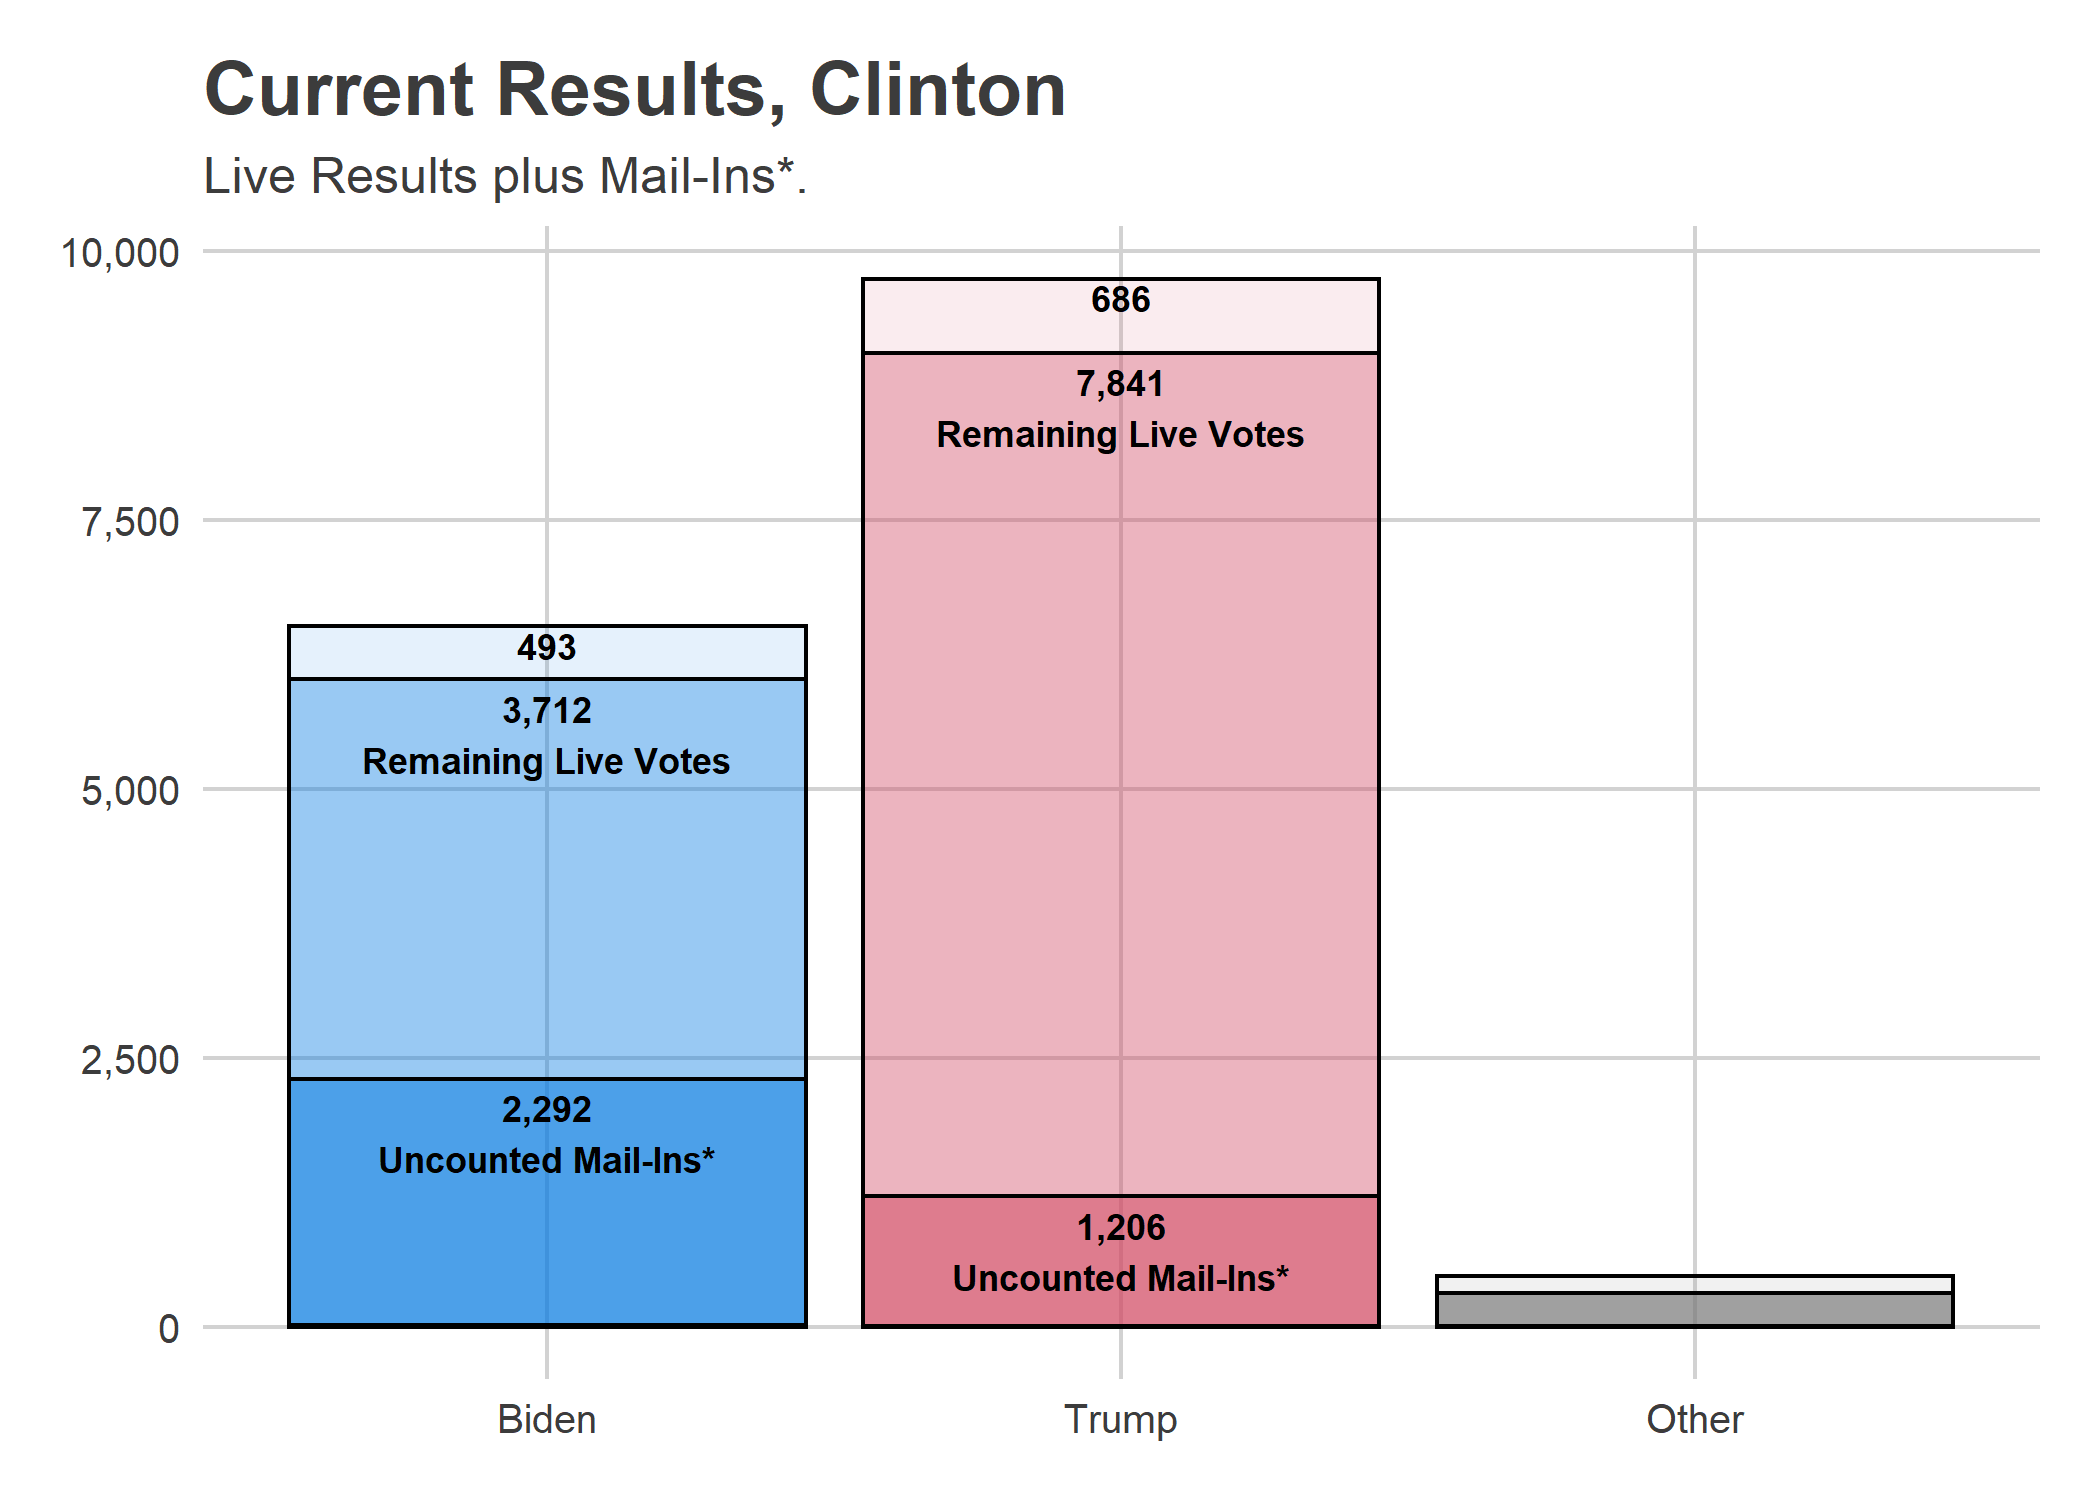 Current Results, Clinton
Live Results plus Mail-Ins*.
10,000
7,500
5,000
2,500
0
493
3,712
Remaining Live Votes
2,292
Uncounted Mail-Ins*
686
7,841
Remaining Live Votes
1,206
Uncounted Mail-Ins*
Biden
Trump
Other